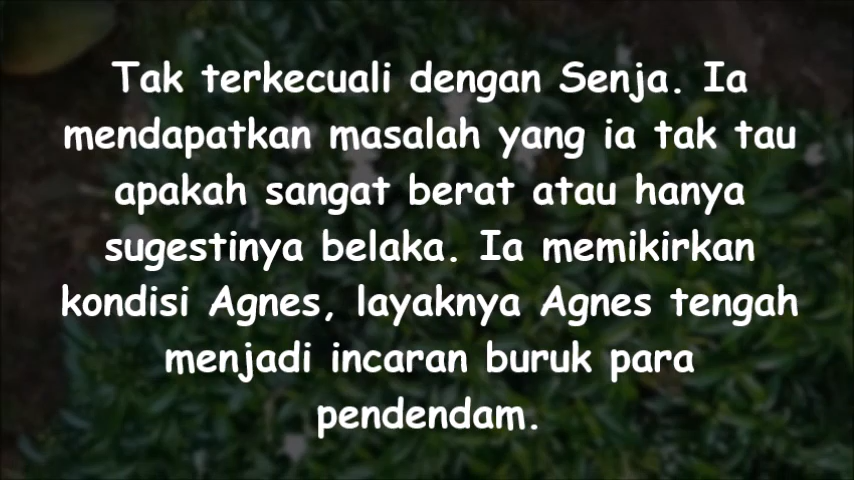 Tak terkecuali dengan Senja. Ia
mendapatkan masalah yang ia tak tau
apakah sangat berat atau hanya
sugestinya belaka. Ia memikirkan
kondisi Agnes, layaknya Agnes tengah
menjadi incaran buruk para
pendendam.